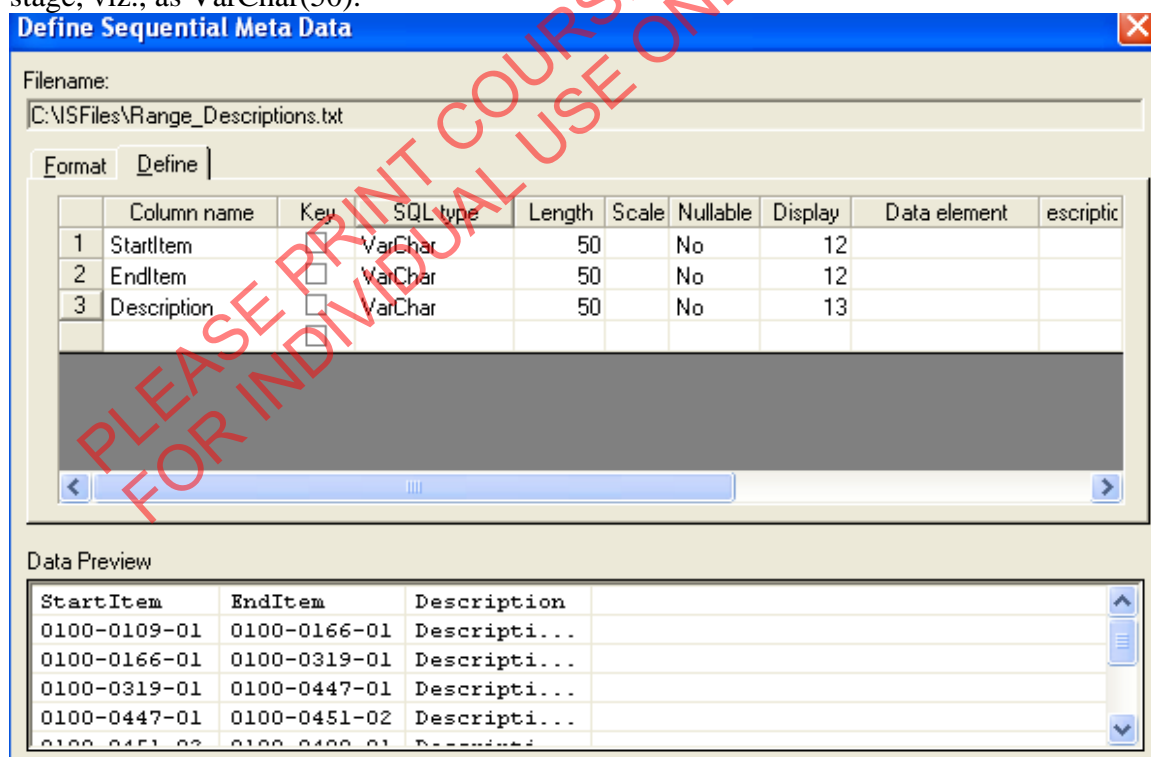 stage, viz., as VarChar(50).
Define Sequential Meta Data
Filename:
C:\ISFiles\Range_Descriptions.txt
Format Define
Column name Key SQL type Length Scale Nullable Display Data element escriptic
1 StartItem VarChar 50 No 12
2 EndItem VarChar 50 No 12
3 Description VarChar 50 No 13
Data Preview
StartItem EndItem Description
0100-0109-01 0100-0166-01 Descripti...
0100-0166-01 0100-0319-01 Descripti...
0100-0319-01 0100-0447-01 Descripti...
0100-0447-01 0100-0451-02 Descripti...
PLEASE PRINT COURS
FOR INDIVIDUAL USE ON